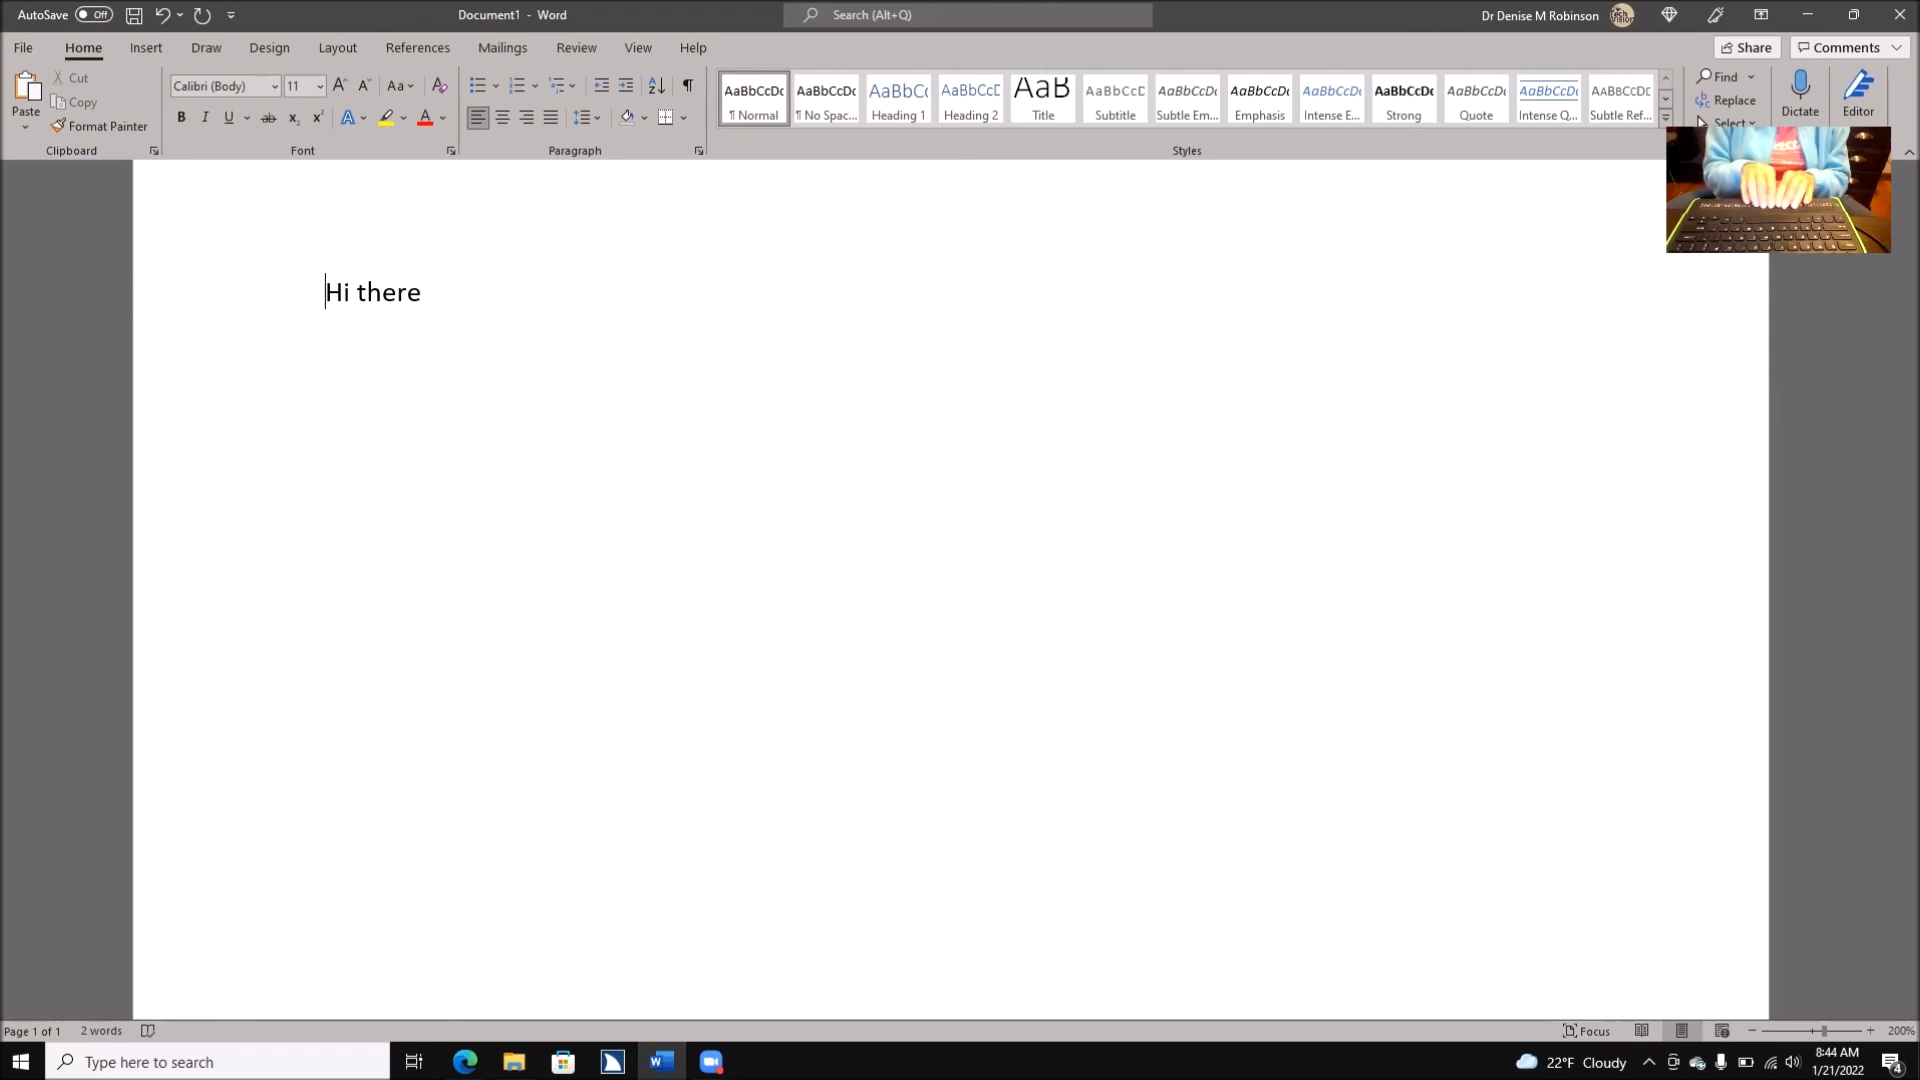 AutoSave Off
Document1 - Word
Search (Alt+Q)
Dr Denise M Robinson
File Home Insert Draw Design Layout References Mailings Review View Help
Share Comments
Paste
Cut
Copy
Format Painter
Clipboard
Calibri (Body) 11
Font
Paragraph
AaBbCcDc AaBbCcDc AaBbC AaBbCcD AaB AaBbCcD AaBbCcDc AaBbCcDc AaBbCcDc AaBbCcDc AaBbCcDc AaBbCcDc AABBCCDC
¶ Normal ¶ No Spac... Heading 1 Heading 2 Title Subtitle Subtle Em... Emphasis Intense E... Strong Quote Intense Q... Subtle Ref...
Styles
Find
Replace
Select
Dictate
Editor
Hi there
Page 1 of 1 2 words
Focus
200%
Type here to search
22°F Cloudy
8:44 AM
1/21/2022
4